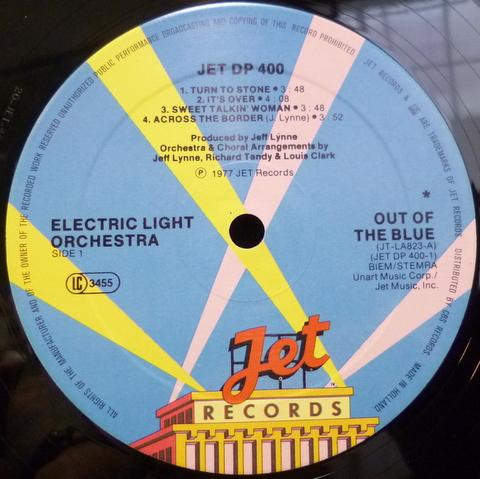 UNAUTHORIZED PUBLIC PERFORMANCE BROADCASTING AND COPYING OF THIS RECORD PROHIBITED
JET RECORDS & ARE TRADEMARKS OF JET RECORDS. DISTRIBUTED BY CBS RECORDS
MADE IN HOLLAND
ALL RIGHTS OF THE MANUFACTURER AND OF THE OWNER OF THE RECORDED WORK RESERVED
JET DP 400
1. TURN TO STONE • 3 : 48
2. IT'S OVER • 4 : 08
3. SWEET TALKIN' WOMAN • 3 : 48
4. ACROSS THE BORDER (J. Lynne) • 3 : 52
Produced by Jeff Lynne
Orchestra & Choral Arrangements by
Jeff Lynne, Richard Tandy & Louis Clark
Ⓟ 1977 JET Records
ELECTRIC LIGHT
ORCHESTRA
SIDE 1
LC 3455
*
OUT OF
THE BLUE
(JT-LA823-A)
(JET DP 400-1)
BIEM/STEMRA
Unart Music Corp./
Jet Music, Inc.
Jet
TM
RECORDS